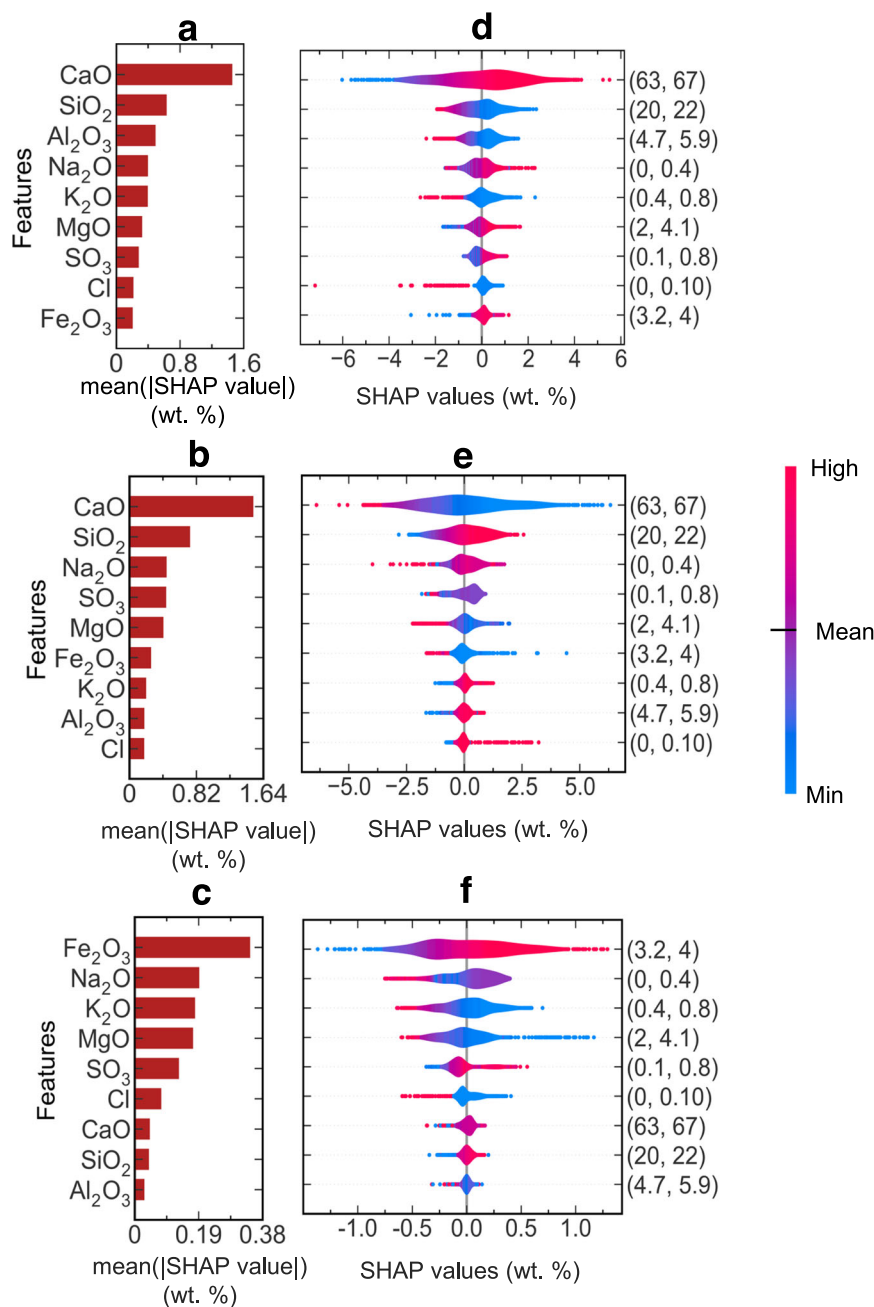 a
d
CaO
SiO₂
Al₂O₃
Na₂O
K₂O
MgO
SO₃
Cl
Fe₂O₃
Features
0 0.8 1.6
mean(|SHAP value|)
(wt. %)
(63, 67)
(20, 22)
(4.7, 5.9)
(0, 0.4)
(0.4, 0.8)
(2, 4.1)
(0.1, 0.8)
(0, 0.10)
(3.2, 4)
−6 −4 −2 0 2 4 6
SHAP values (wt. %)
b
e
CaO
SiO₂
Na₂O
SO₃
MgO
Fe₂O₃
K₂O
Al₂O₃
Cl
Features
0 0.82 1.64
mean(|SHAP value|)
(wt. %)
(63, 67)
(20, 22)
(0, 0.4)
(0.1, 0.8)
(2, 4.1)
(3.2, 4)
(0.4, 0.8)
(4.7, 5.9)
(0, 0.10)
−5.0 −2.5 0.0 2.5 5.0
SHAP values (wt. %)
High
Mean
Min
c
f
Fe₂O₃
Na₂O
K₂O
MgO
SO₃
Cl
CaO
SiO₂
Al₂O₃
Features
0 0.19 0.38
mean(|SHAP value|)
(wt. %)
(3.2, 4)
(0, 0.4)
(0.4, 0.8)
(2, 4.1)
(0.1, 0.8)
(0, 0.10)
(63, 67)
(20, 22)
(4.7, 5.9)
-1.0 -0.5 0.0 0.5 1.0
SHAP values (wt. %)